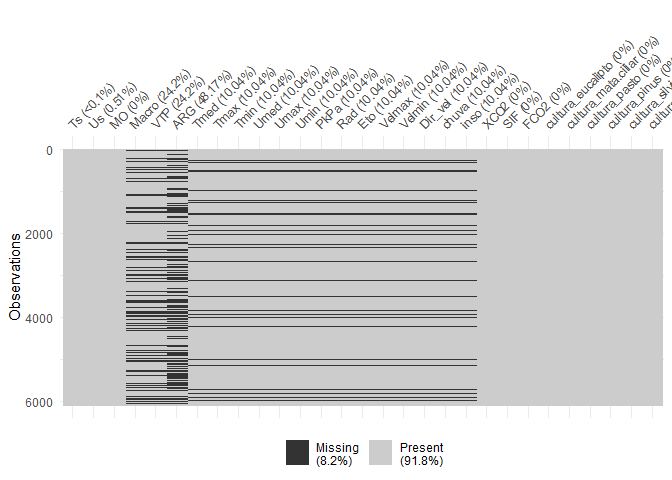 Ts (<0.1%)
Us (0.51%)
MO (0%)
Macro (24.2%)
VTP (24.2%)
ARG (48.17%)
Tmed (10.04%)
Tmax (10.04%)
Tmin (10.04%)
Umed (10.04%)
Umax (10.04%)
Umin (10.04%)
PkPa (10.04%)
Rad (10.04%)
Eto (10.04%)
Velmax (10.04%)
Velmin (10.04%)
Dir_vel (10.04%)
chuva (10.04%)
Inso (10.04%)
XCO2 (0%)
SIF (0%)
FCO2 (0%)
cultura_eucalipto (0%)
cultura_mata.ciliar (0%)
cultura_pasto (0%)
cultura_pinus (0%
cultura_silv
cultura
Observations
0
2000
4000
6000
Missing
(8.2%)
Present
(91.8%)